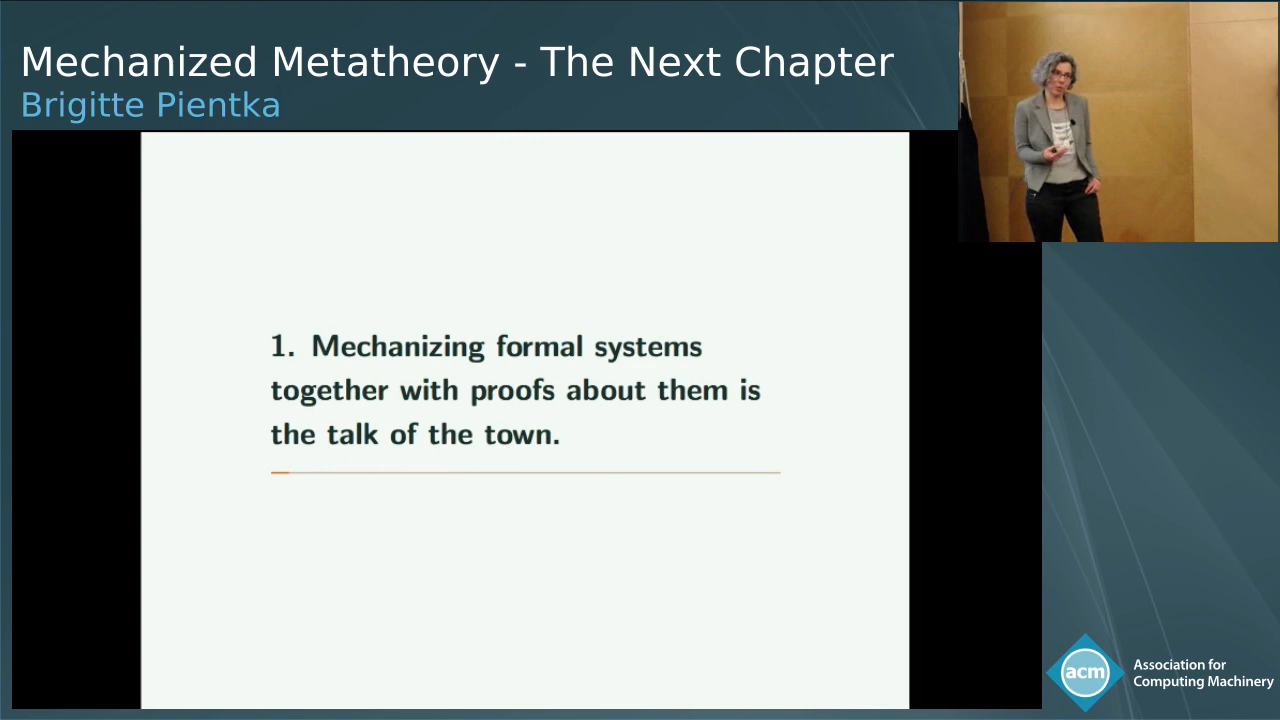 Mechanized Metatheory - The Next Chapter
Brigitte Pientka
1. Mechanizing formal systems
together with proofs about them is
the talk of the town.
acm
Association for
Computing Machinery